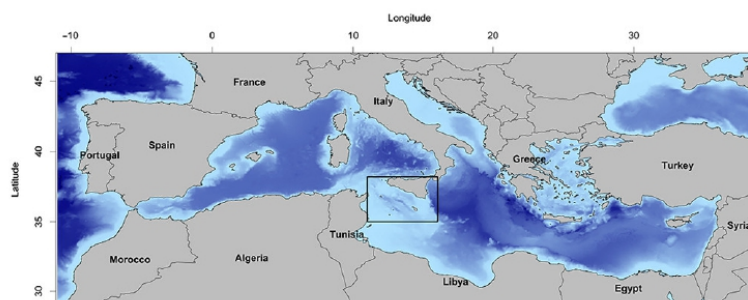 Longitude
−10 0 10 20 30
45
France
Italy
Portugal
Spain
Greece
Turkey
40
Latitude
35
Tunisia
Syria
Morocco
Algeria
Libya
Egypt
30